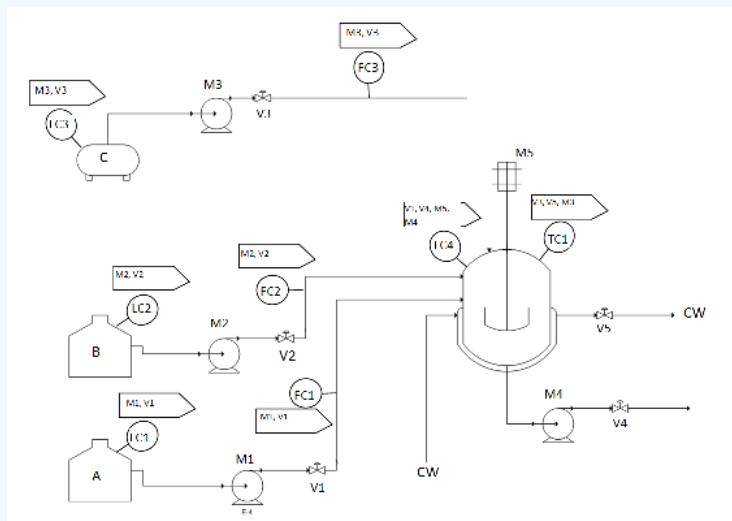 M3, V3
FC3
M3
M3, V3
V3
LC3
C
M5
V1, V4, M5,
M4
V3, V5, M3
LC4
TC1
M2, V2
M2, V2
FC2
LC2
M2
B
V2
V5
CW
FC1
M4
M1, V1
M1, V1
V4
LC1
M1
CW
A
V1